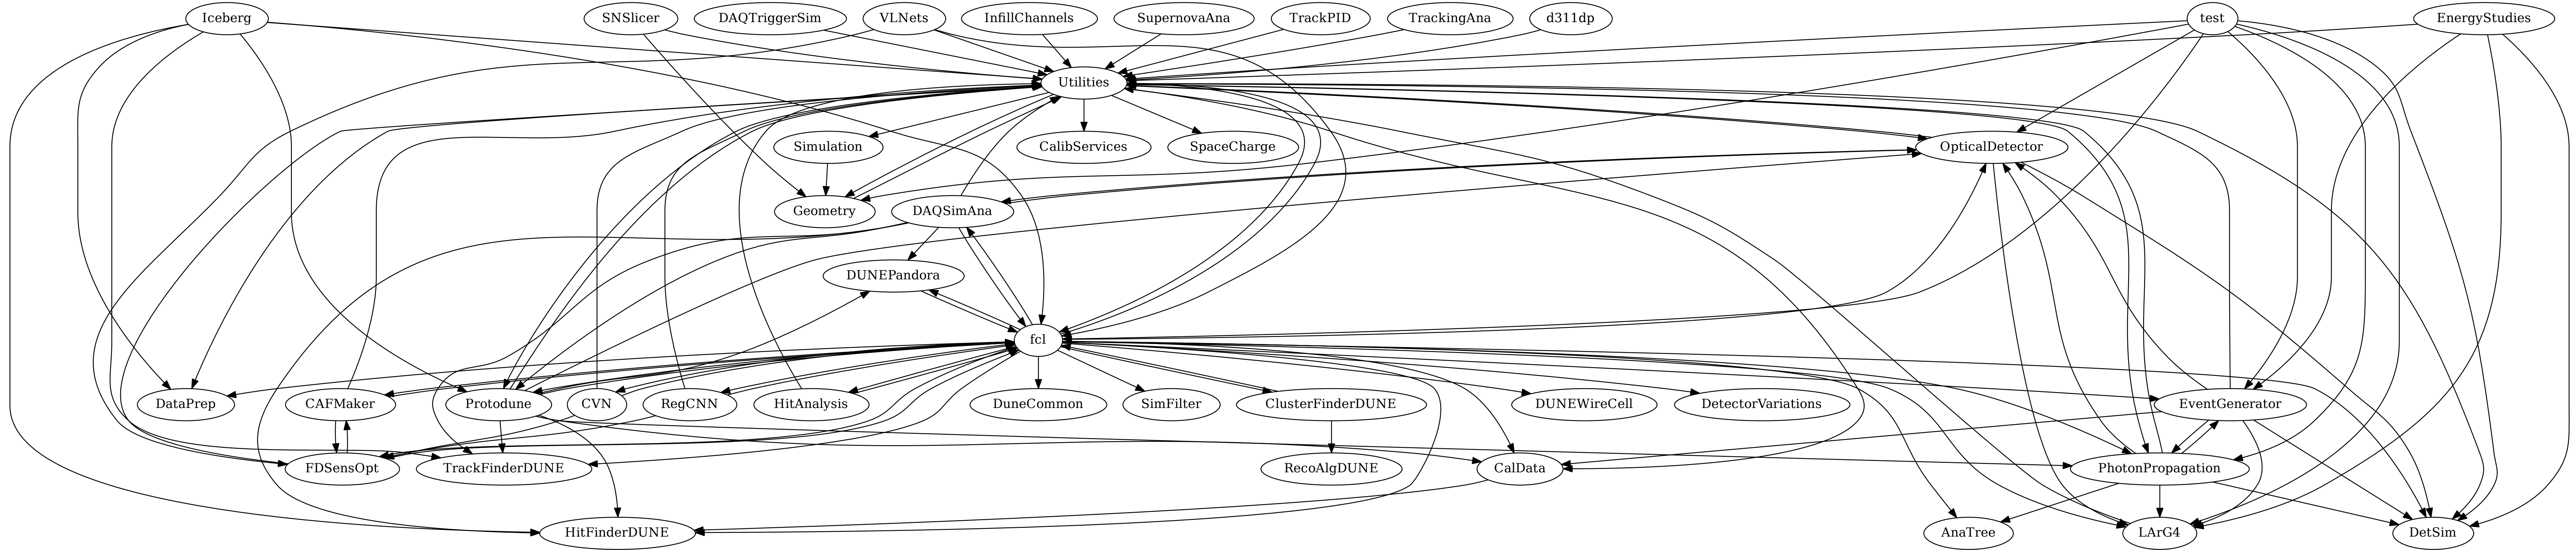 Iceberg
SNSlicer
DAQTriggerSim
VLNets
InfillChannels
SupernovaAna
TrackPID
TrackingAna
d311dp
test
EnergyStudies
Utilities
Simulation
CalibServices
SpaceCharge
OpticalDetector
Geometry
DAQSimAna
DUNEPandora
fcl
DataPrep
CAFMaker
Protodune
CVN
RegCNN
HitAnalysis
DuneCommon
SimFilter
ClusterFinderDUNE
DUNEWireCell
DetectorVariations
EventGenerator
FDSensOpt
TrackFinderDUNE
RecoAlgDUNE
CalData
PhotonPropagation
HitFinderDUNE
AnaTree
LArG4
DetSim